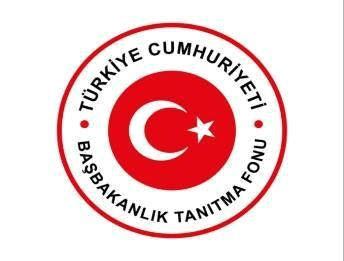 TÜRKİYE CUMHURİYETİ
BAŞBAKANLIK TANITMA FONU